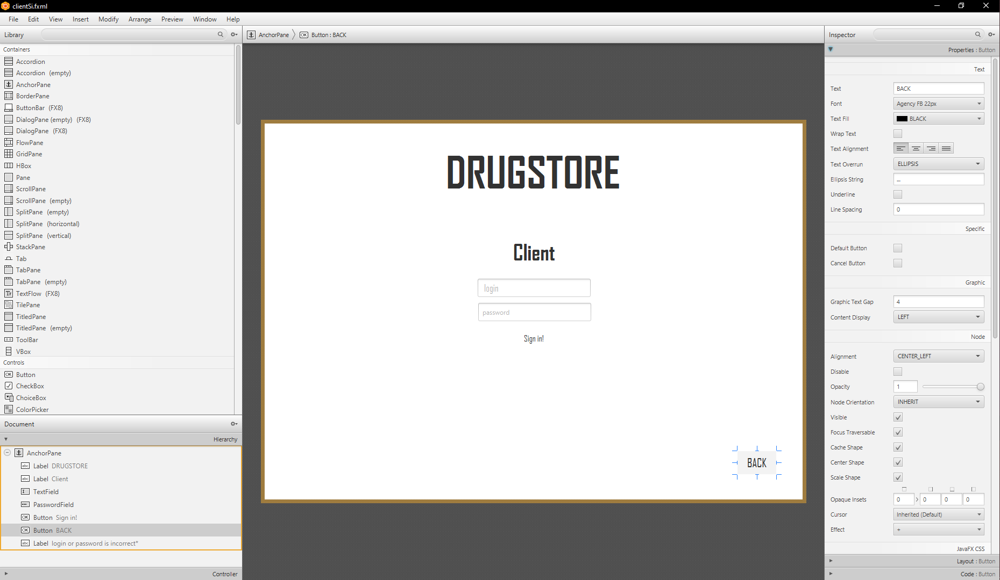 clientSi.fxml
File Edit View Insert Modify Arrange Preview Window Help
Library
Containers
Accordion
Accordion (empty)
AnchorPane
BorderPane
ButtonBar (FX8)
DialogPane (empty) (FX8)
DialogPane (FX8)
FlowPane
GridPane
HBox
Pane
ScrollPane
ScrollPane (empty)
SplitPane (empty)
SplitPane (horizontal)
SplitPane (vertical)
StackPane
Tab
TabPane
TabPane (empty)
TextFlow (FX8)
TilePane
TitledPane
TitledPane (empty)
ToolBar
VBox
Controls
Button
CheckBox
ChoiceBox
ColorPicker
Document
Hierarchy
AnchorPane
abc Label DRUGSTORE
abc Label Client
TextField
PasswordField
OK Button Sign in!
OK Button BACK
abc Label login or password is incorrect*
Controller
AnchorPane OK Button : BACK
DRUGSTORE
Client
login
password
Sign in!
BACK
Inspector
Properties : Button
Text
Text BACK
Font Agency FB 22px
Text Fill BLACK
Wrap Text
Text Alignment
Text Overrun ELLIPSIS
Ellipsis String ...
Underline
Line Spacing 0
Specific
Default Button
Cancel Button
Graphic
Graphic Text Gap 4
Content Display LEFT
Node
Alignment CENTER_LEFT
Disable
Opacity 1
Node Orientation INHERIT
Visible
Focus Traversable
Cache Shape
Center Shape
Scale Shape
Opaque Insets 0 0 0 0
Cursor Inherited (Default)
Effect +
JavaFX CSS
Layout : Button
Code : Button